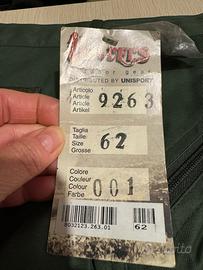 outdoor gear
DISTRIBUTED BY UNISPORT
Articolo
Article
Article
Artikel
9263
Taglia
Taille
Size
Grosse
62
Colore
Couleur
Colour
Farbe
001
8032123.263.01
62